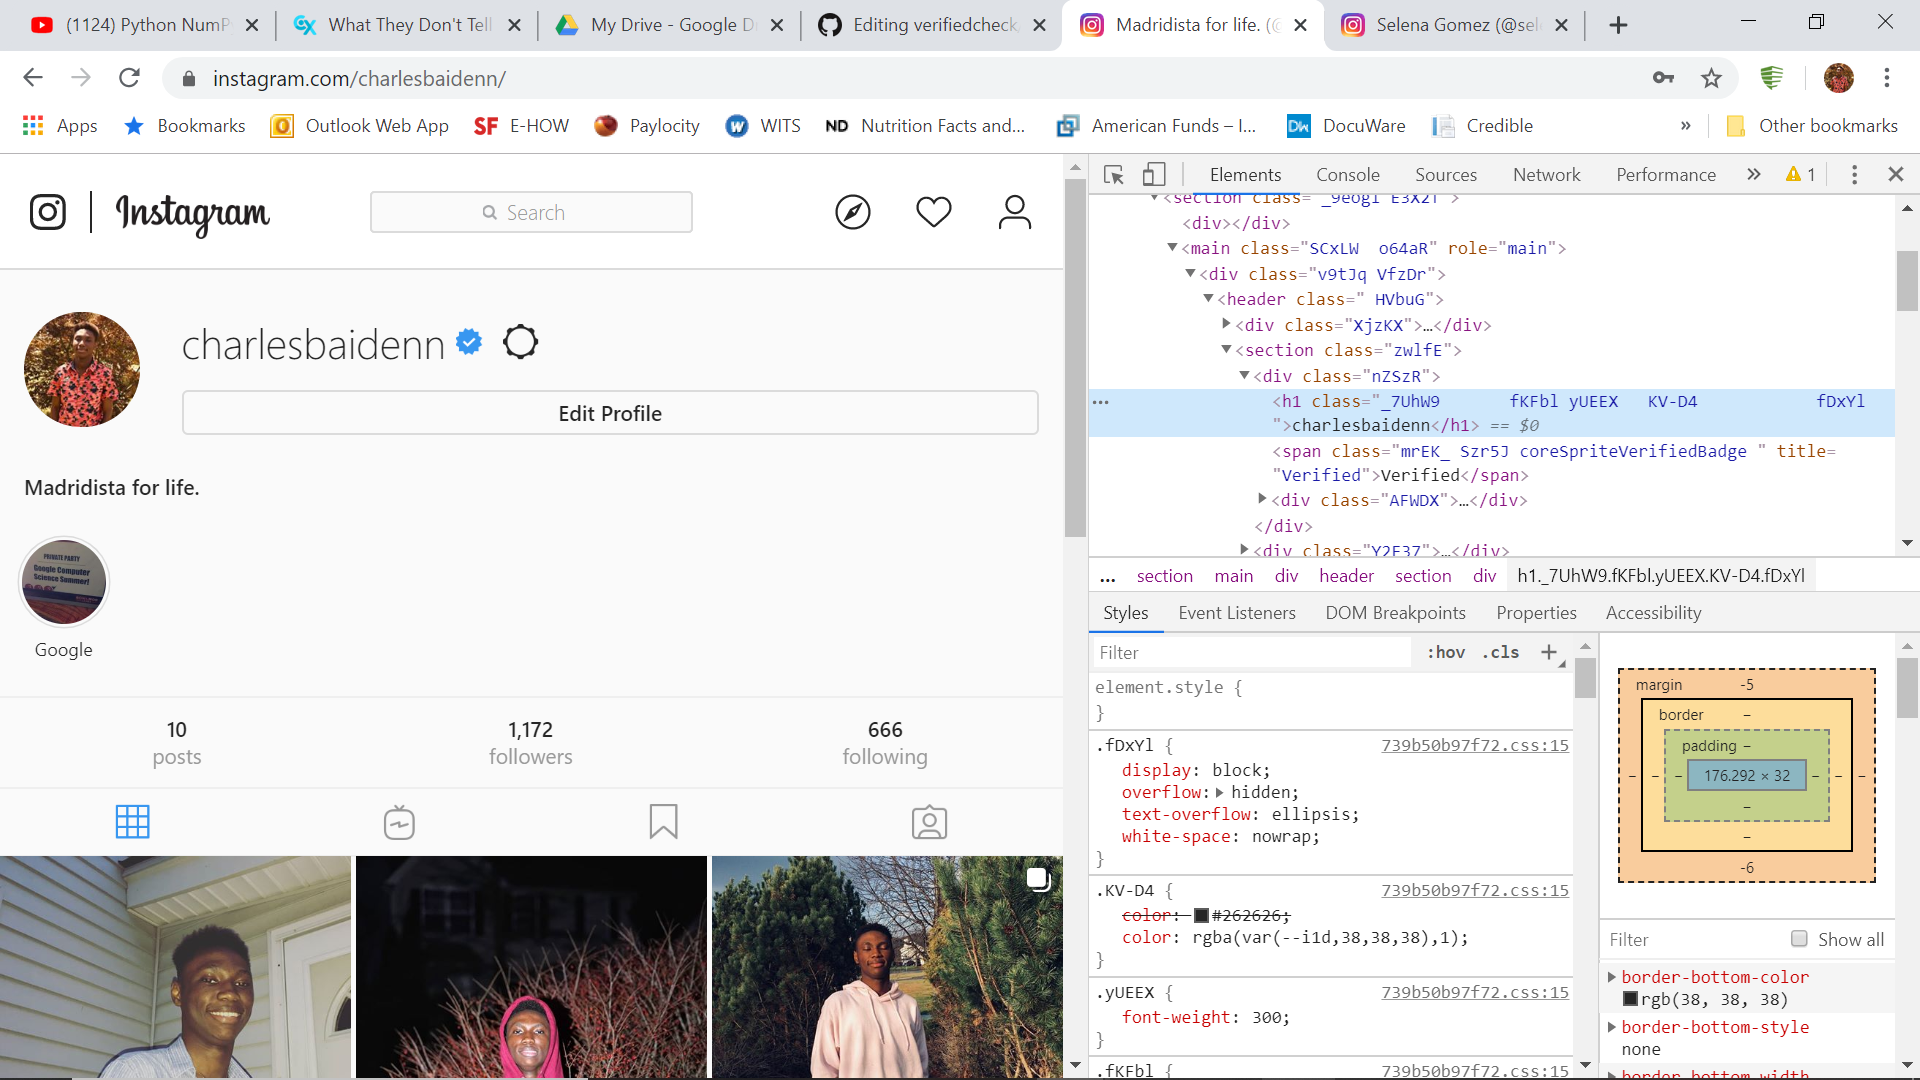 (1124) Python NumP
What They Don't Tell
My Drive - Google D
Editing verifiedcheck
Madridista for life. (@
Selena Gomez (@sel
instagram.com/charlesbaidenn/
Apps
Bookmarks
Outlook Web App
SF E-HOW
Paylocity
W WITS
ND Nutrition Facts and...
American Funds – I...
DW DocuWare
Credible
»
Other bookmarks
Instagram
Search
charlesbaidenn
Edit Profile
Madridista for life.
PRIVATE PARTY
Google Computer
Science Summer!
Google
10
posts
1,172
followers
666
following
Elements
Console
Sources
Network
Performance
»
1
<section class="_9eogI E3X2T">
<div></div>
<main class="SCxLW  o64aR" role="main">
<div class="v9tJq VfzDr">
<header class=" HVbuG">
<div class="XjzKX">…</div>
<section class="zwlfE">
<div class="nZSzR">
<h1 class="_7UhW9       fKFbl yUEEX   KV-D4            fDxYl
">charlesbaidenn</h1> == $0
<span class="mrEK_ Szr5J coreSpriteVerifiedBadge " title=
"Verified">Verified</span>
<div class="AFWDX">…</div>
</div>
<div class="Y2E37">…</div>
... section main div header section div h1._7UhW9.fKFbl.yUEEX.KV-D4.fDxYl
Styles
Event Listeners
DOM Breakpoints
Properties
Accessibility
Filter
:hov .cls +
element.style {
}
.fDxYl {
739b50b97f72.css:15
display: block;
overflow: hidden;
text-overflow: ellipsis;
white-space: nowrap;
}
.KV-D4 {
739b50b97f72.css:15
color: #262626;
color: rgba(var(--i1d,38,38,38),1);
}
.yUEEX {
739b50b97f72.css:15
font-weight: 300;
}
.fKFbl {
739b50b97f72.css:15
margin
-5
border
–
padding –
– – – 176.292 × 32 – – –
–
–
-6
Filter
Show all
border-bottom-color
rgb(38, 38, 38)
border-bottom-style
none
border-bottom-width